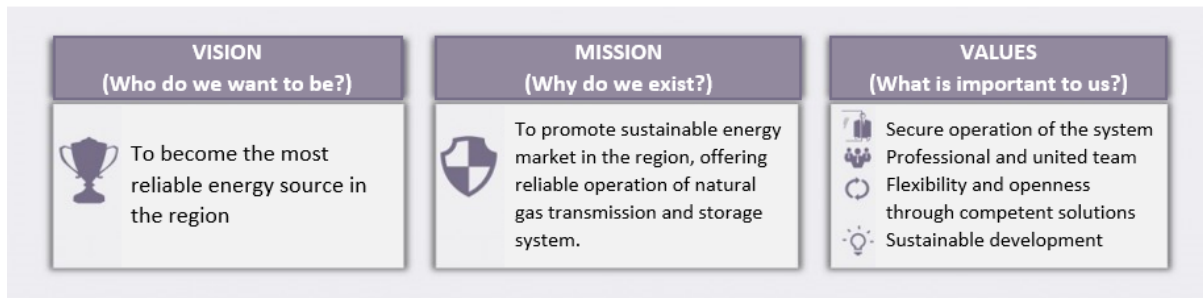 VISION
(Who do we want to be?)
To become the most
reliable energy source in
the region
MISSION
(Why do we exist?)
To promote sustainable energy
market in the region, offering
reliable operation of natural
gas transmission and storage
system.
VALUES
(What is important to us?)
Secure operation of the system
Professional and united team
Flexibility and openness
through competent solutions
Sustainable development